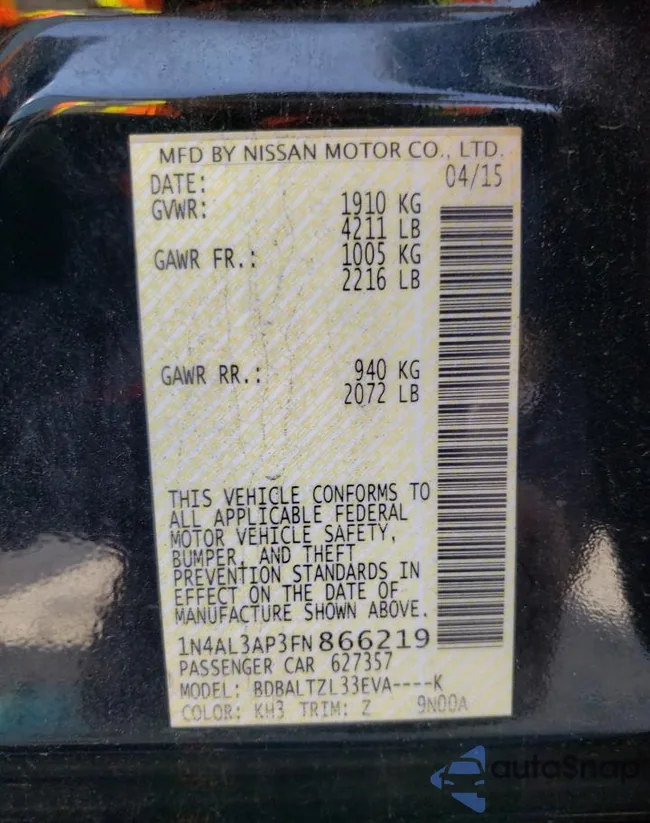 MFD BY NISSAN MOTOR CO., LTD.
DATE: 04/15
GVWR: 1910 KG
4211 LB
GAWR FR.: 1005 KG
2216 LB
GAWR RR.: 940 KG
2072 LB
THIS VEHICLE CONFORMS TO
ALL APPLICABLE FEDERAL
MOTOR VEHICLE SAFETY,
BUMPER, AND THEFT
PREVENTION STANDARDS IN
EFFECT ON THE DATE OF
MANUFACTURE SHOWN ABOVE.
1N4AL3AP3FN866219
PASSENGER CAR 627357
MODEL: BDBALTZL33EVA----K
COLOR: KH3 TRIM: Z 9N00A
autoSnap